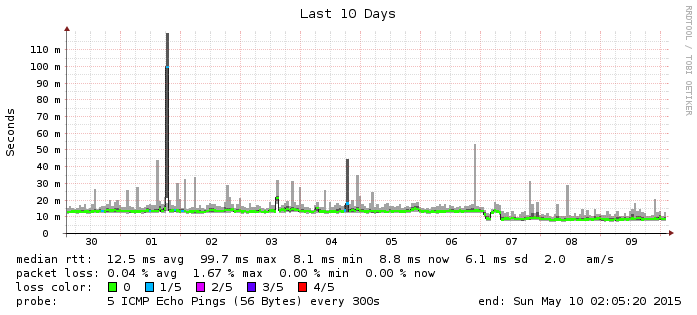 Last 10 Days
RRDTOOL / TOBI OETIKER
Seconds
110 m
100 m
90 m
80 m
70 m
60 m
50 m
40 m
30 m
20 m
10 m
0
30 01 02 03 04 05 06 07 08 09
median rtt: 12.5 ms avg 99.7 ms max 8.1 ms min 8.8 ms now 6.1 ms sd 2.0 am/s
packet loss: 0.04 % avg 1.67 % max 0.00 % min 0.00 % now
loss color: 0 1/5 2/5 3/5 4/5
probe: 5 ICMP Echo Pings (56 Bytes) every 300s end: Sun May 10 02:05:20 2015